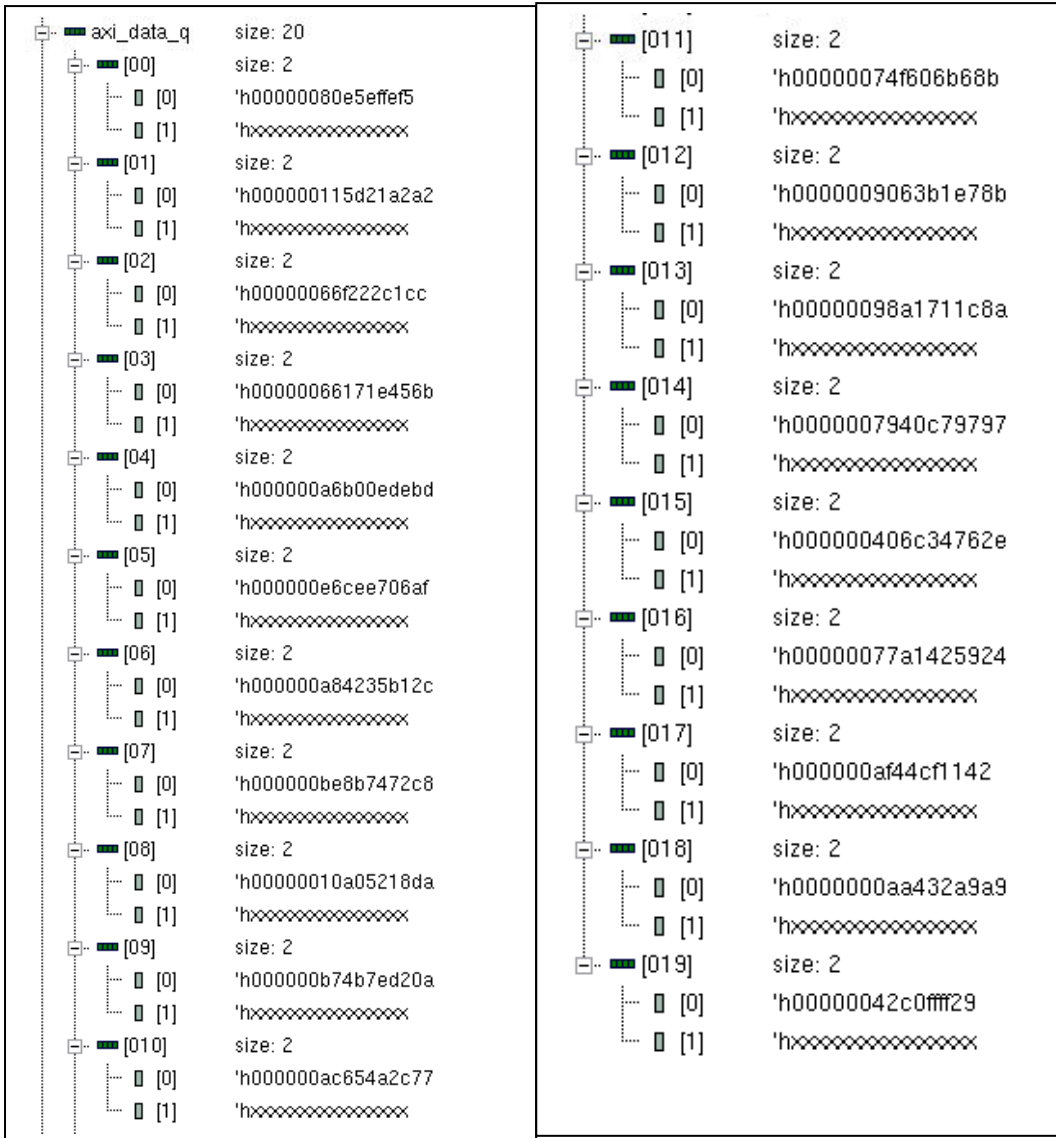 axi_data_q size: 20
[00] size: 2
[0] 'h00000080e5effef5
[1] 'hxxxxxxxxxxxxxxxx
[01] size: 2
[0] 'h000000115d21a2a2
[1] 'hxxxxxxxxxxxxxxxx
[02] size: 2
[0] 'h00000066f222c1cc
[1] 'hxxxxxxxxxxxxxxxx
[03] size: 2
[0] 'h00000066171e456b
[1] 'hxxxxxxxxxxxxxxxx
[04] size: 2
[0] 'h000000a6b00edebd
[1] 'hxxxxxxxxxxxxxxxx
[05] size: 2
[0] 'h000000e6cee706af
[1] 'hxxxxxxxxxxxxxxxx
[06] size: 2
[0] 'h000000a84235b12c
[1] 'hxxxxxxxxxxxxxxxx
[07] size: 2
[0] 'h000000be8b7472c8
[1] 'hxxxxxxxxxxxxxxxx
[08] size: 2
[0] 'h00000010a05218da
[1] 'hxxxxxxxxxxxxxxxx
[09] size: 2
[0] 'h000000b74b7ed20a
[1] 'hxxxxxxxxxxxxxxxx
[010] size: 2
[0] 'h000000ac654a2c77
[1] 'hxxxxxxxxxxxxxxxx
[011] size: 2
[0] 'h00000074f606b68b
[1] 'hxxxxxxxxxxxxxxxx
[012] size: 2
[0] 'h0000009063b1e78b
[1] 'hxxxxxxxxxxxxxxxx
[013] size: 2
[0] 'h00000098a1711c8a
[1] 'hxxxxxxxxxxxxxxxx
[014] size: 2
[0] 'h0000007940c79797
[1] 'hxxxxxxxxxxxxxxxx
[015] size: 2
[0] 'h000000406c34762e
[1] 'hxxxxxxxxxxxxxxxx
[016] size: 2
[0] 'h00000077a1425924
[1] 'hxxxxxxxxxxxxxxxx
[017] size: 2
[0] 'h000000af44cf1142
[1] 'hxxxxxxxxxxxxxxxx
[018] size: 2
[0] 'h0000000aa432a9a9
[1] 'hxxxxxxxxxxxxxxxx
[019] size: 2
[0] 'h00000042c0ffff29
[1] 'hxxxxxxxxxxxxxxxx